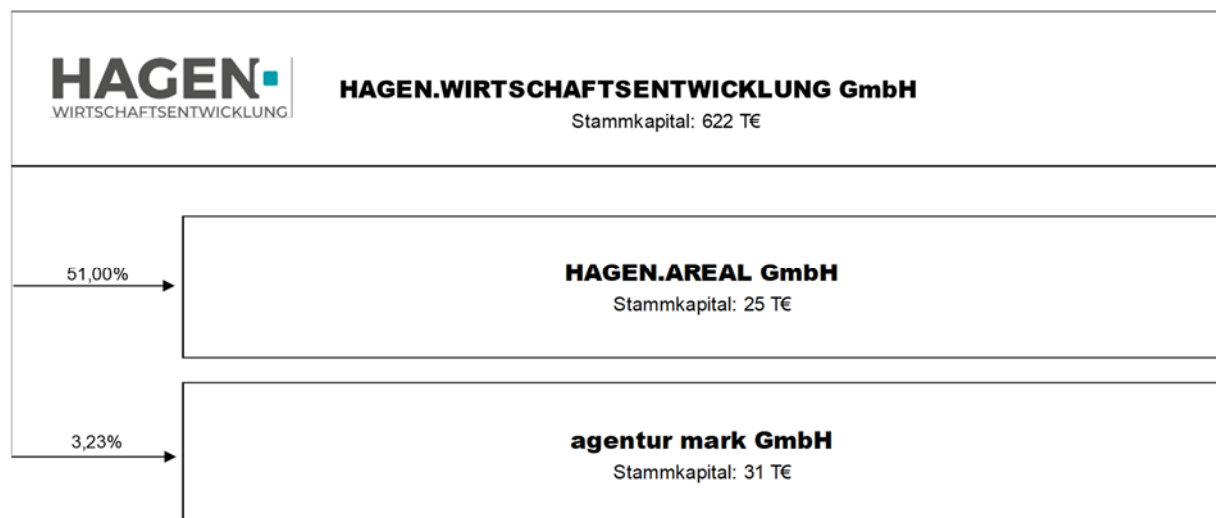 HAGEN
WIRTSCHAFTSENTWICKLUNG
HAGEN.WIRTSCHAFTSENTWICKLUNG GmbH
Stammkapital: 622 T€
51,00%
HAGEN.AREAL GmbH
Stammkapital: 25 T€
3,23%
agentur mark GmbH
Stammkapital: 31 T€